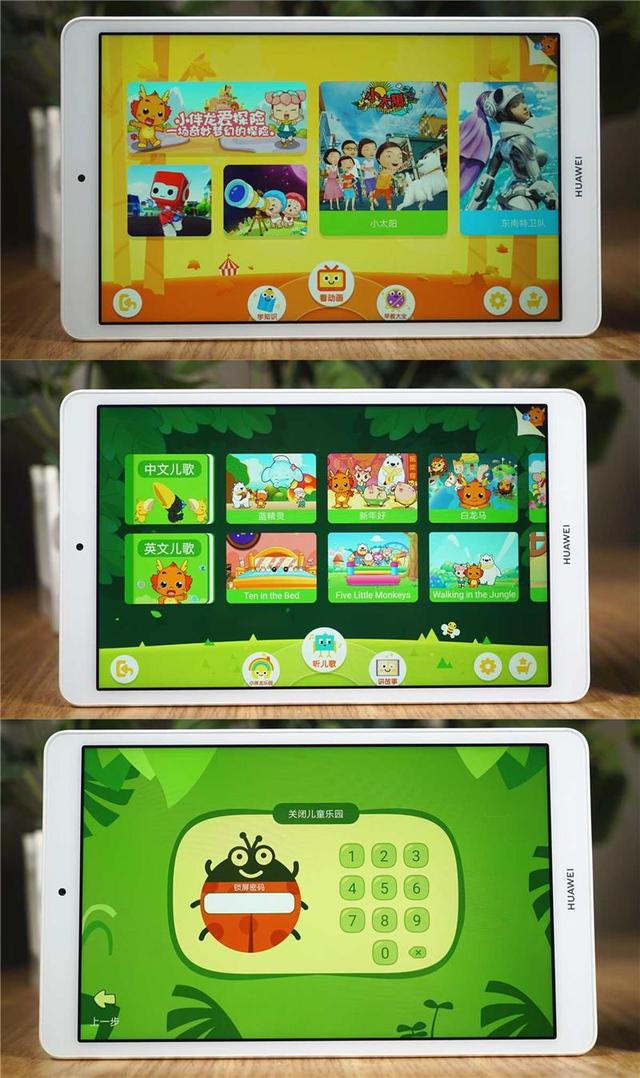 小伴龙爱探险
一场奇妙梦幻的探险
小太阳
小太阳
东南特卫队
学知识
看动画
早教大全
HUAWEI
中文儿歌
蓝精灵
新年好
白龙马
英文儿歌
Ten in the Bed
Five Little Monkeys
Walking in the Jungle
小伴龙乐园
听儿歌
讲故事
HUAWEI
关闭儿童乐园
锁屏密码
1 2 3
4 5 6
7 8 9
0
上一步
HUAWEI